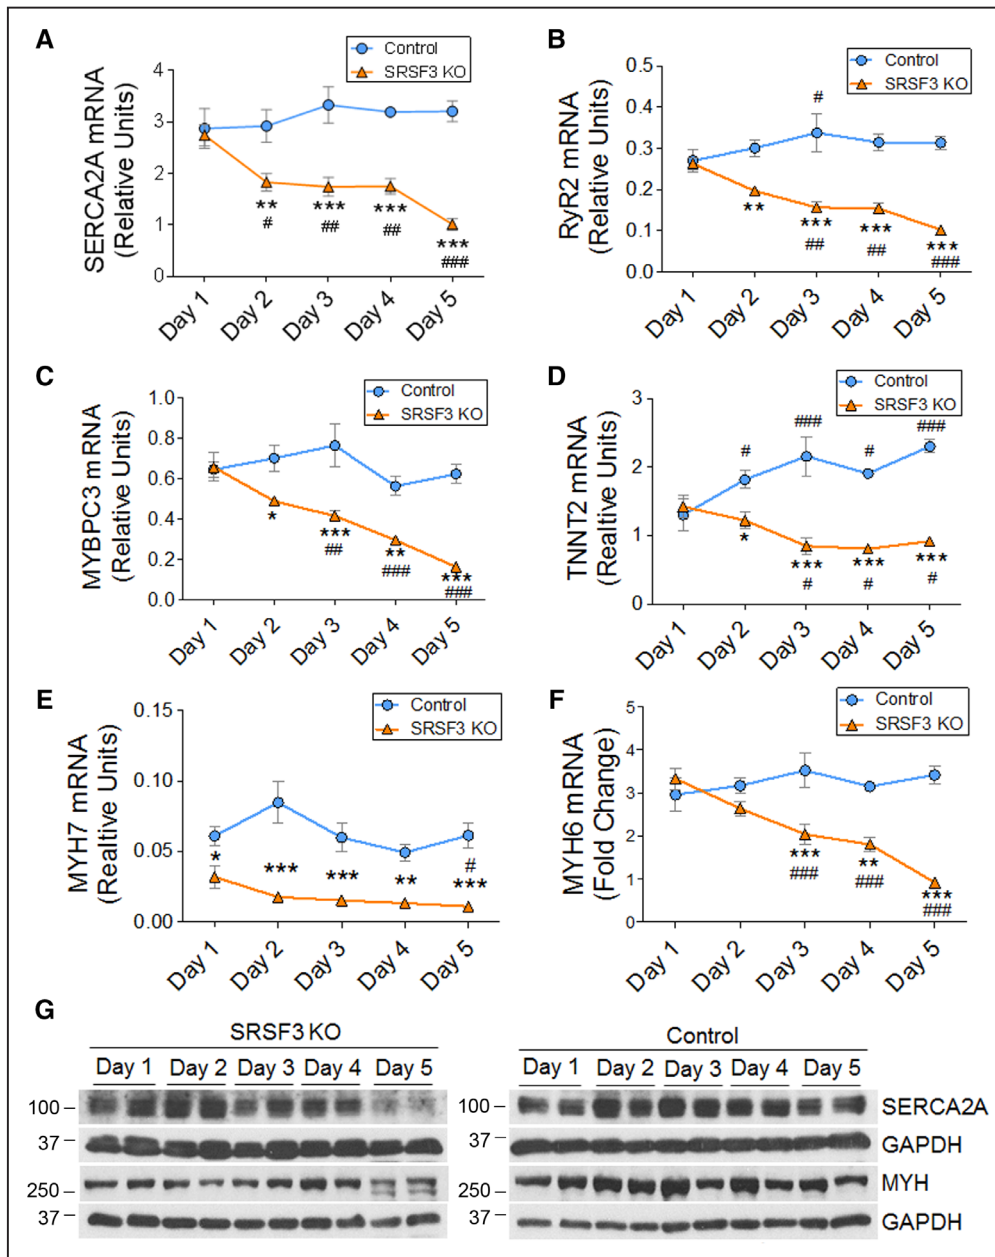 A
Control
SRSF3 KO
SERCA2A mRNA
(Relative Units)
4
3
2
1
0
**
#
***
##
***
##
***
###
Day 1
Day 2
Day 3
Day 4
Day 5
B
Control
SRSF3 KO
RyR2 mRNA
(Relative Units)
0.5
0.4
0.3
0.2
0.1
0.0
#
**
***
##
***
##
***
###
Day 1
Day 2
Day 3
Day 4
Day 5
C
Control
SRSF3 KO
MYBPC3 mRNA
(Relative Units)
1.0
0.8
0.6
0.4
0.2
0.0
*
***
##
**
###
***
###
Day 1
Day 2
Day 3
Day 4
Day 5
D
Control
SRSF3 KO
TNNT2 mRNA
(Realtive Units)
3
2
1
0
#
###
#
###
*
***
#
***
#
***
#
Day 1
Day 2
Day 3
Day 4
Day 5
E
Control
SRSF3 KO
MYH7 mRNA
(Realtive Units)
0.15
0.10
0.05
0.00
*
***
***
**
#
***
Day 1
Day 2
Day 3
Day 4
Day 5
F
Control
SRSF3 KO
MYH6 mRNA
(Fold Change)
5
4
3
2
1
0
***
###
**
###
***
###
Day 1
Day 2
Day 3
Day 4
Day 5
G
SRSF3 KO
Day 1 Day 2 Day 3 Day 4 Day 5
100
37
250
37
Control
Day 1 Day 2 Day 3 Day 4 Day 5
100
37
250
37
SERCA2A
GAPDH
MYH
GAPDH